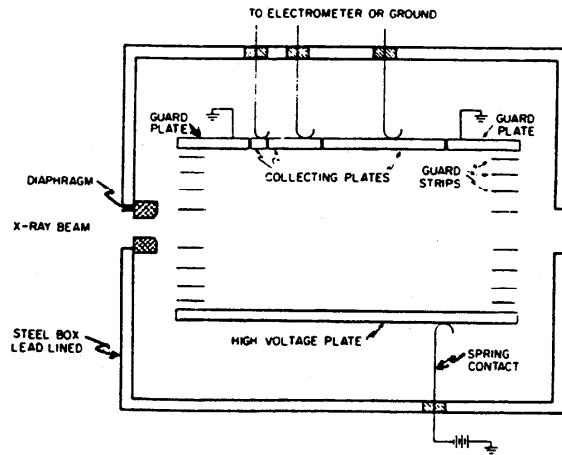 TO ELECTROMETER OR GROUND
GUARD
PLATE
GUARD
PLATE
COLLECTING PLATES
GUARD
STRIPS
DIAPHRAGM
X-RAY BEAM
STEEL BOX
LEAD LINED
HIGH VOLTAGE PLATE
SPRING
CONTACT